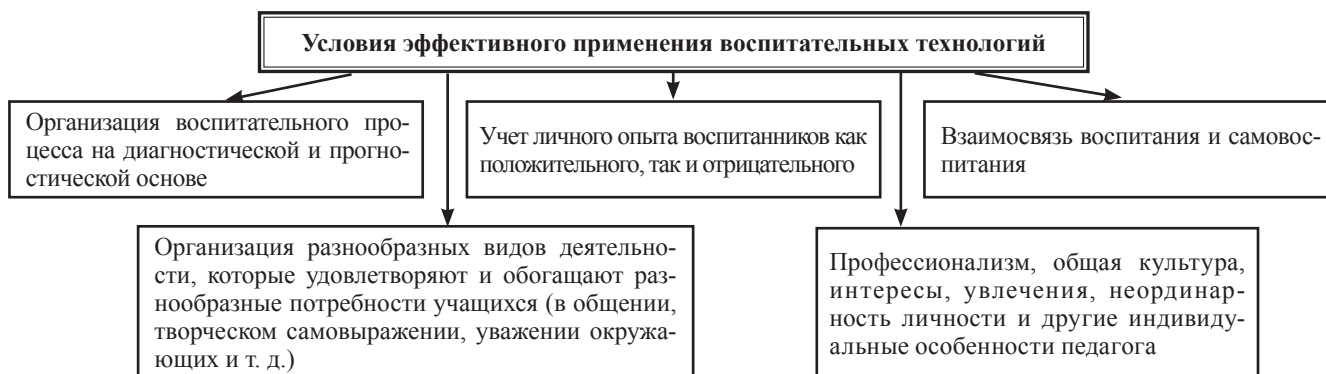 Условия эффективного применения воспитательных технологий
Организация воспитательного про-
цесса на диагностической и прогно-
стической основе
Учет личного опыта воспитанников как
положительного, так и отрицательного
Взаимосвязь воспитания и самовос-
питания
Организация разнообразных видов деятельно-
сти, которые удовлетворяют и обогащают раз-
нообразные потребности учащихся (в общении,
творческом самовыражении, уважении окружа-
ющих и т. д.)
Профессионализм, общая культура,
интересы, увлечения, неординар-
ность личности и другие индивиду-
альные особенности педагога